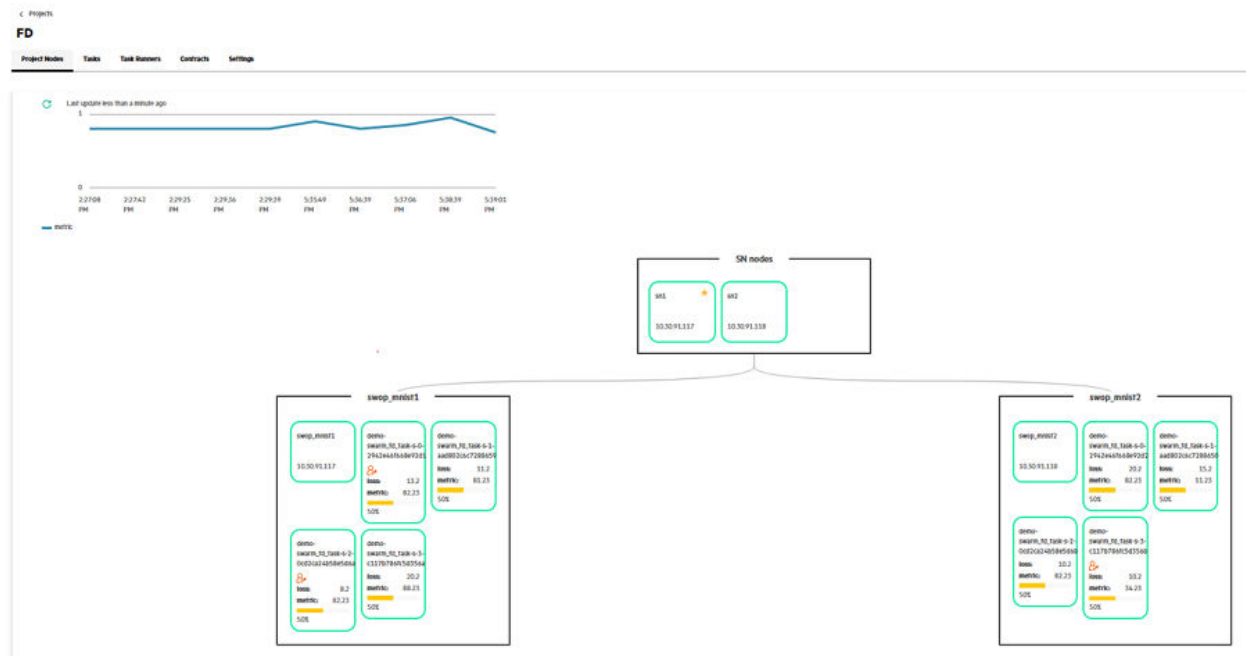 Projects
FD
Project Nodes Tasks Task Runners Contracts Settings
Last update less than a minute ago
1
0
2:27:08 PM 2:27:42 PM 2:29:25 PM 2:29:36 PM 2:29:39 PM 5:35:49 PM 5:36:39 PM 5:37:06 PM 5:38:39 PM 5:39:01 PM
metric
SN nodes
sn1
10.30.91.117
sn2
10.30.91.118
swop_mnist1
swop_mnist1
10.30.91.117
demo-
swarm_fd_task-s-0-
loss: 13.2
metric: 82.23
50%
demo-
swarm_fd_task-s-1-
loss: 11.2
metric: 81.23
50%
demo-
swarm_fd_task-s-2-
loss: 8.2
metric: 62.23
50%
demo-
swarm_fd_task-s-3-
loss: 20.2
metric: 88.23
50%
swop_mnist2
swop_mnist2
10.30.91.118
demo-
swarm_fd_task-s-0-
loss: 20.2
metric: 82.23
50%
demo-
swarm_fd_task-s-1-
loss: 15.2
metric: 11.23
50%
demo-
swarm_fd_task-s-2-
loss: 10.2
metric: 82.23
50%
demo-
swarm_fd_task-s-3-
loss: 10.2
metric: 34.23
50%